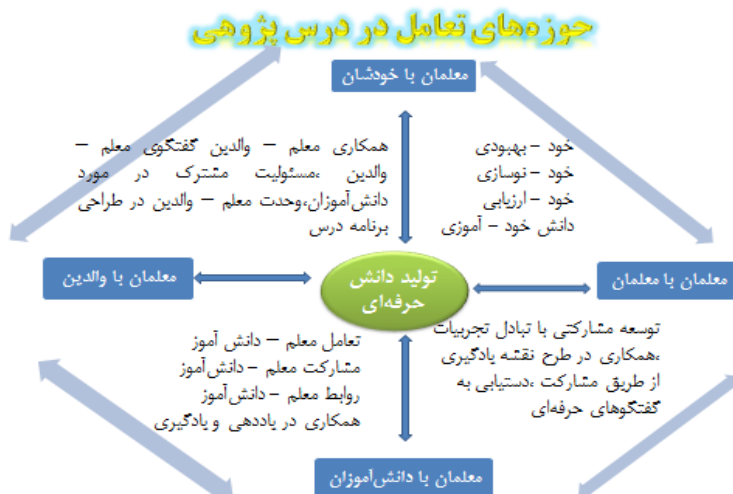 حوزه‌های تعامل در درس پژوهی
معلمان با خودشان
خود – بهبودی
خود – نوسازی
خود – ارزیابی
دانش خود – آموزی
همکاری معلم – والدین گفتگوی معلم –
والدین ،مسئولیت مشترک در مورد
دانش‌آموزان،وحدت معلم – والدین در طراحی
برنامه درس
معلمان با معلمان
تولید دانش
حرفه‌ای
معلمان با والدین
توسعه مشارکتی با تبادل تجربیات
،همکاری در طرح نقشه یادگیری
از طریق مشارکت ،دستیابی به
گفتگوهای حرفه‌ای
تعامل معلم – دانش آموز
مشارکت معلم – دانش‌آموز
روابط معلم – دانش‌آموز
همکاری در یاددهی و یادگیری
معلمان با دانش‌آموزان